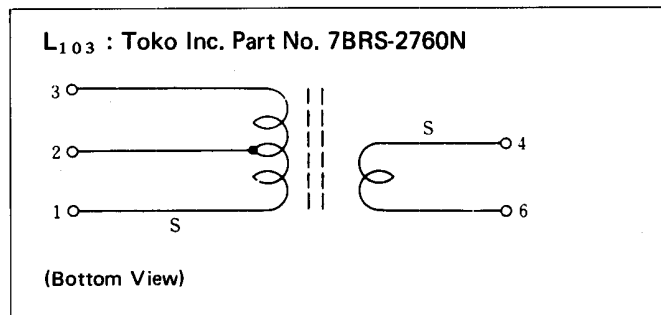 L₁₀₃ : Toko Inc. Part No. 7BRS-2760N
3
S
4
2
1
6
S
(Bottom View)